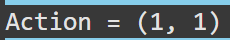 Action = (1, 1)